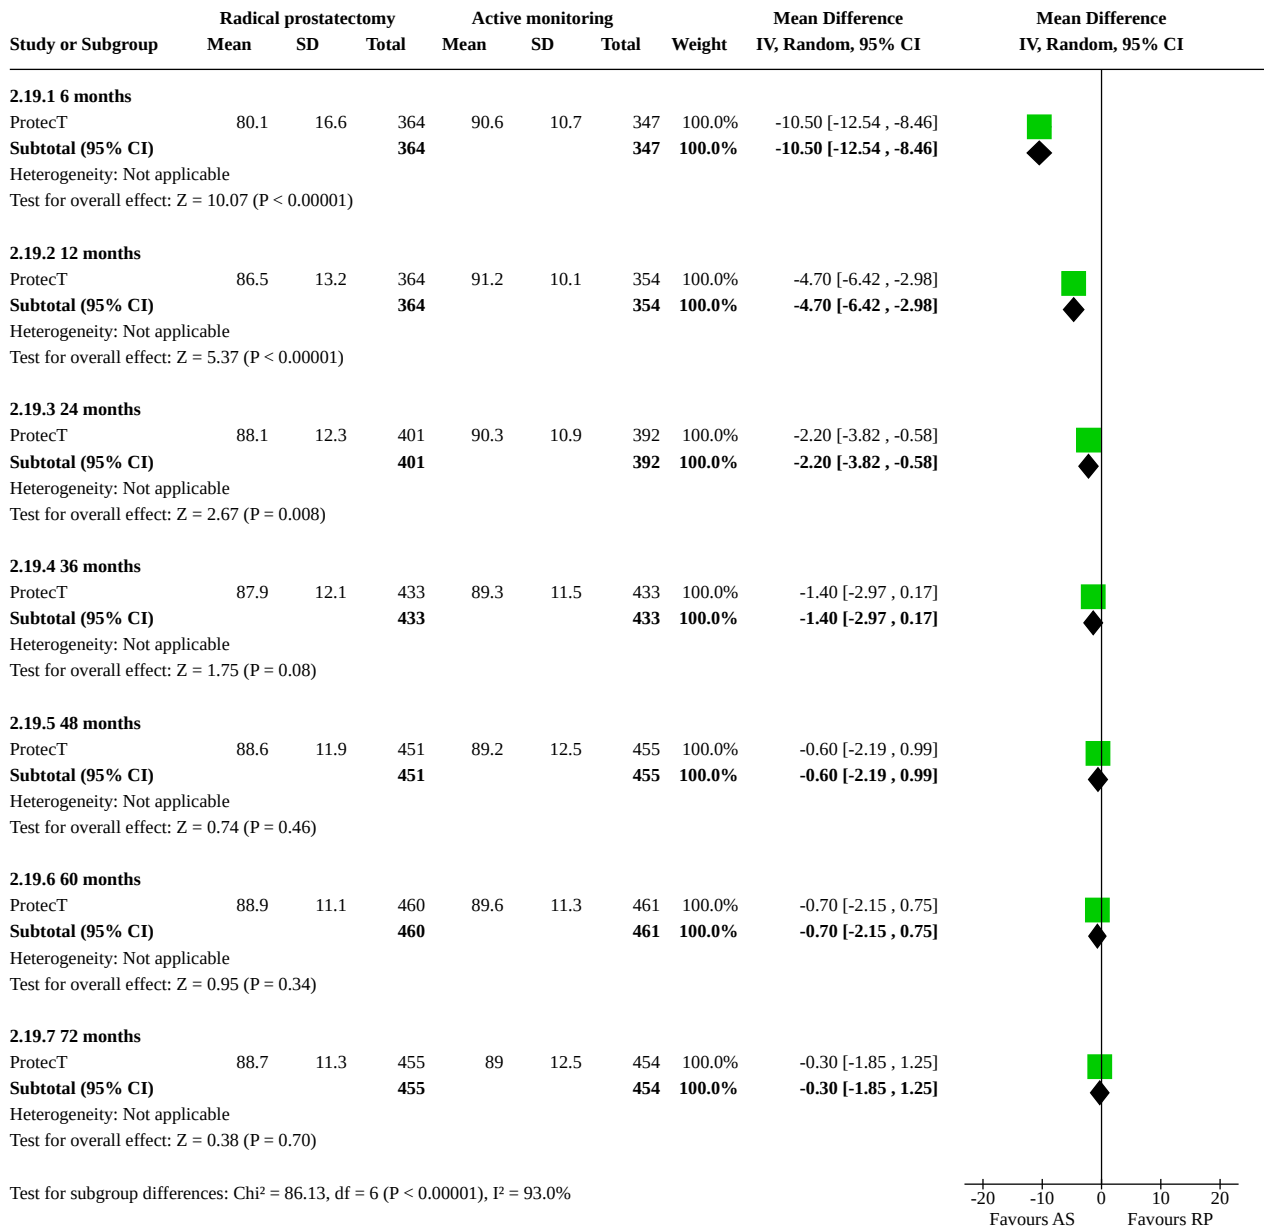 Radical prostatectomy Active monitoring Mean Difference Mean Difference
Study or Subgroup Mean SD Total Mean SD Total Weight IV, Random, 95% CI IV, Random, 95% CI
2.19.1 6 months
ProtecT 80.1 16.6 364 90.6 10.7 347 100.0% -10.50 [-12.54 , -8.46]
Subtotal (95% CI) 364 347 100.0% -10.50 [-12.54 , -8.46]
Heterogeneity: Not applicable
Test for overall effect: Z = 10.07 (P < 0.00001)
2.19.2 12 months
ProtecT 86.5 13.2 364 91.2 10.1 354 100.0% -4.70 [-6.42 , -2.98]
Subtotal (95% CI) 364 354 100.0% -4.70 [-6.42 , -2.98]
Heterogeneity: Not applicable
Test for overall effect: Z = 5.37 (P < 0.00001)
2.19.3 24 months
ProtecT 88.1 12.3 401 90.3 10.9 392 100.0% -2.20 [-3.82 , -0.58]
Subtotal (95% CI) 401 392 100.0% -2.20 [-3.82 , -0.58]
Heterogeneity: Not applicable
Test for overall effect: Z = 2.67 (P = 0.008)
2.19.4 36 months
ProtecT 87.9 12.1 433 89.3 11.5 433 100.0% -1.40 [-2.97 , 0.17]
Subtotal (95% CI) 433 433 100.0% -1.40 [-2.97 , 0.17]
Heterogeneity: Not applicable
Test for overall effect: Z = 1.75 (P = 0.08)
2.19.5 48 months
ProtecT 88.6 11.9 451 89.2 12.5 455 100.0% -0.60 [-2.19 , 0.99]
Subtotal (95% CI) 451 455 100.0% -0.60 [-2.19 , 0.99]
Heterogeneity: Not applicable
Test for overall effect: Z = 0.74 (P = 0.46)
2.19.6 60 months
ProtecT 88.9 11.1 460 89.6 11.3 461 100.0% -0.70 [-2.15 , 0.75]
Subtotal (95% CI) 460 461 100.0% -0.70 [-2.15 , 0.75]
Heterogeneity: Not applicable
Test for overall effect: Z = 0.95 (P = 0.34)
2.19.7 72 months
ProtecT 88.7 11.3 455 89 12.5 454 100.0% -0.30 [-1.85 , 1.25]
Subtotal (95% CI) 455 454 100.0% -0.30 [-1.85 , 1.25]
Heterogeneity: Not applicable
Test for overall effect: Z = 0.38 (P = 0.70)
Test for subgroup differences: Chi² = 86.13, df = 6 (P < 0.00001), I² = 93.0%
-20 -10 0 10 20
Favours AS Favours RP